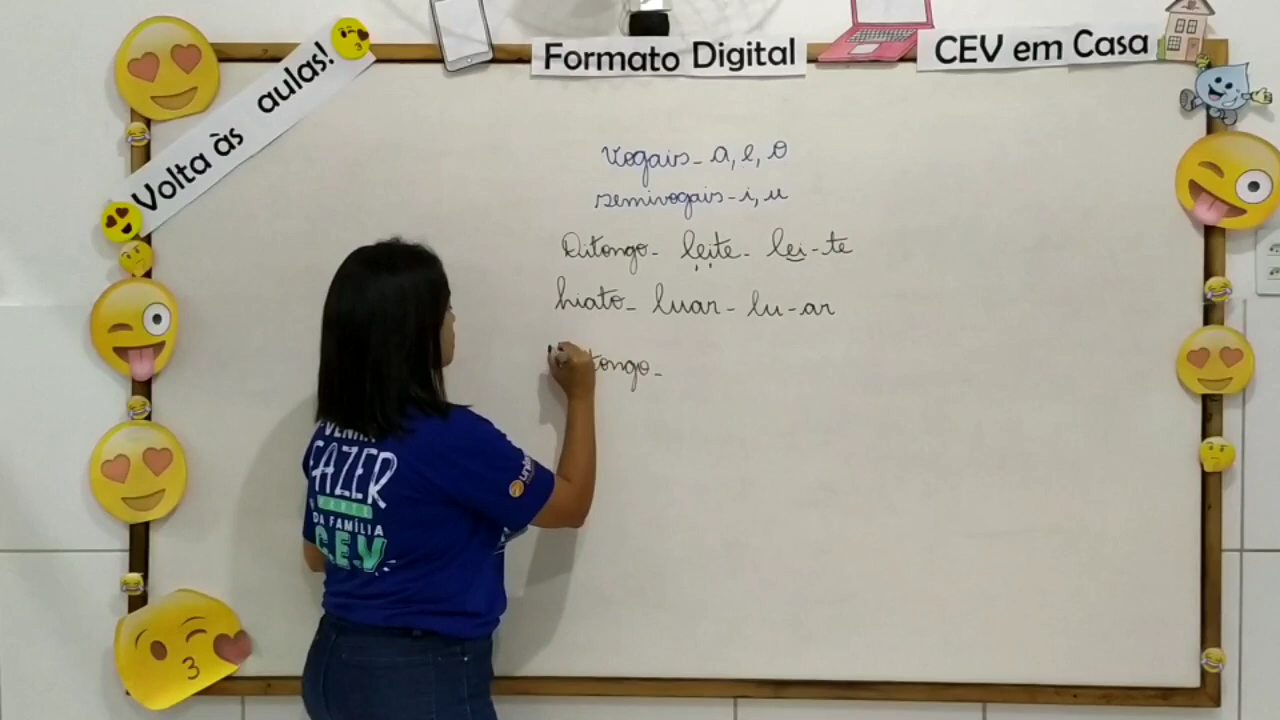 Formato Digital
CEV em Casa
Volta às aulas!
Vogais - a, e, o
semivogais - i, u
Ditongo - leite - lei-te
hiato - luar - lu-ar
tongo -
FAZER
PARTE
DA FAMÍLIA
C.E.V